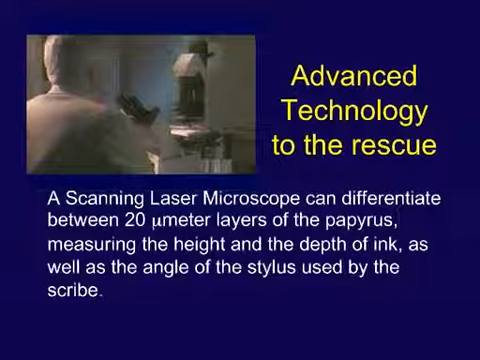 Advanced
Technology
to the rescue
A Scanning Laser Microscope can differentiate
between 20 μmeter layers of the papyrus,
measuring the height and the depth of ink, as
well as the angle of the stylus used by the
scribe.